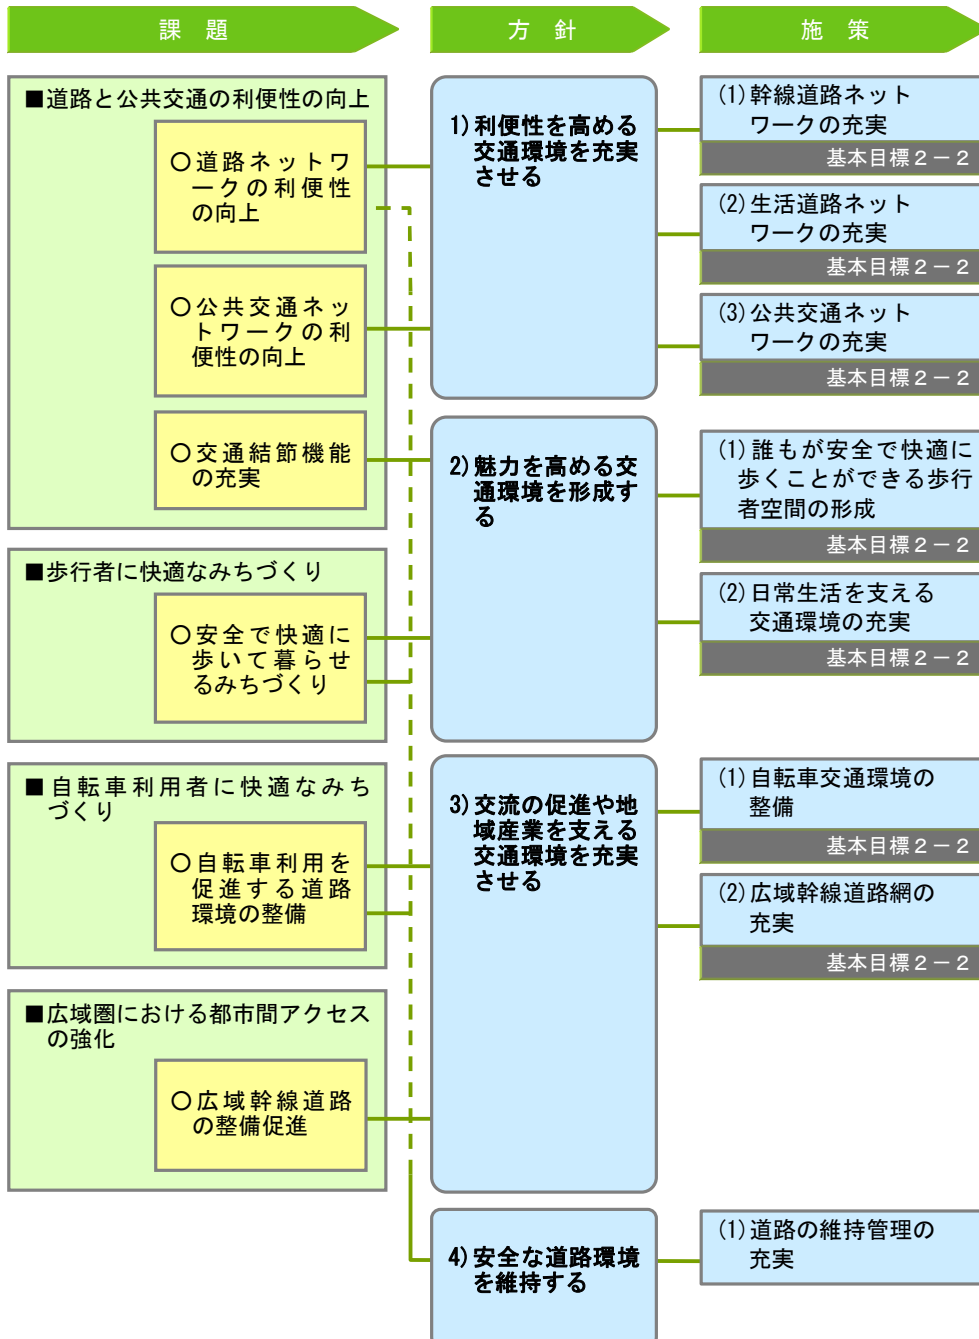 課 題
方 針
施 策
■道路と公共交通の利便性の向上
〇道路ネットワ
ークの利便性
の向上
〇公共交通ネッ
トワークの利
便性の向上
〇交通結節機能
の充実
■歩行者に快適なみちづくり
〇安全で快適に
歩いて暮らせ
るみちづくり
■自転車利用者に快適なみち
づくり
〇自転車利用を
促進する道路
環境の整備
■広域圏における都市間アクセス
の強化
〇広域幹線道路
の整備促進
1)利便性を高める
交通環境を充実
させる
2)魅力を高める交
通環境を形成す
る
3)交流の促進や地
域産業を支える
交通環境を充実
させる
4)安全な道路環境
を維持する
(1)幹線道路ネット
ワークの充実
基本目標２－２
(2)生活道路ネット
ワークの充実
基本目標２－２
(3)公共交通ネット
ワークの充実
基本目標２－２
(1)誰もが安全で快適に
歩くことができる歩行
者空間の形成
基本目標２－２
(2)日常生活を支える
交通環境の充実
基本目標２－２
(1)自転車交通環境の
整備
基本目標２－２
(2)広域幹線道路網の
充実
基本目標２－２
(1)道路の維持管理の
充実